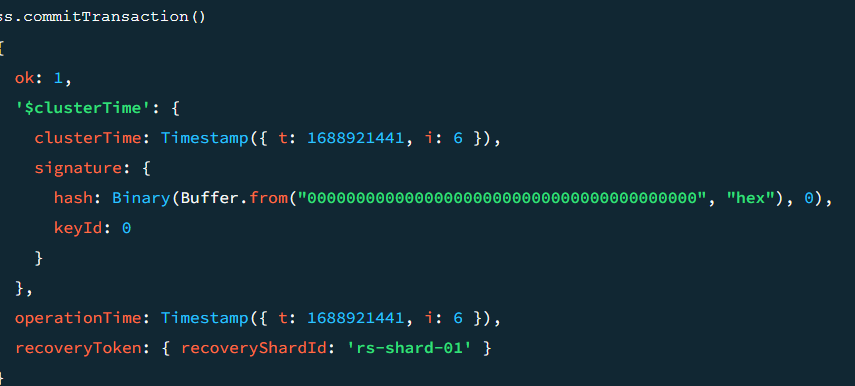 ss.commitTransaction()
{
ok: 1,
'$clusterTime': {
clusterTime: Timestamp({ t: 1688921441, i: 6 }),
signature: {
hash: Binary(Buffer.from("0000000000000000000000000000000000000000", "hex"), 0),
keyId: 0
}
},
operationTime: Timestamp({ t: 1688921441, i: 6 }),
recoveryToken: { recoveryShardId: 'rs-shard-01' }
}